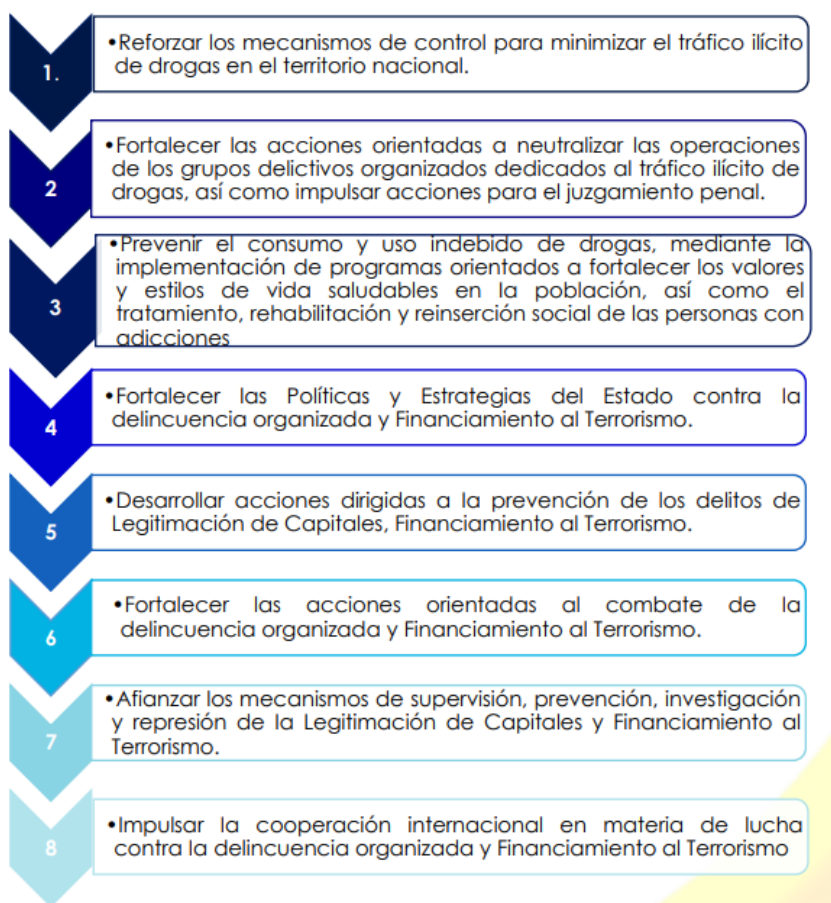 1.
•Reforzar los mecanismos de control para minimizar el tráfico ilícito
de drogas en el territorio nacional.
2
•Fortalecer las acciones orientadas a neutralizar las operaciones
de los grupos delictivos organizados dedicados al tráfico ilícito de
drogas, así como impulsar acciones para el juzgamiento penal.
3
•Prevenir el consumo y uso indebido de drogas, mediante la
implementación de programas orientados a fortalecer los valores
y estilos de vida saludables en la población, así como el
tratamiento, rehabilitación y reinserción social de las personas con
adicciones
4
•Fortalecer las Políticas y Estrategias del Estado contra la
delincuencia organizada y Financiamiento al Terrorismo.
5
•Desarrollar acciones dirigidas a la prevención de los delitos de
Legitimación de Capitales, Financiamiento al Terrorismo.
6
•Fortalecer las acciones orientadas al combate de la
delincuencia organizada y Financiamiento al Terrorismo.
7
•Afianzar los mecanismos de supervisión, prevención, investigación
y represión de la Legitimación de Capitales y Financiamiento al
Terrorismo.
8
•Impulsar la cooperación internacional en materia de lucha
contra la delincuencia organizada y Financiamiento al Terrorismo